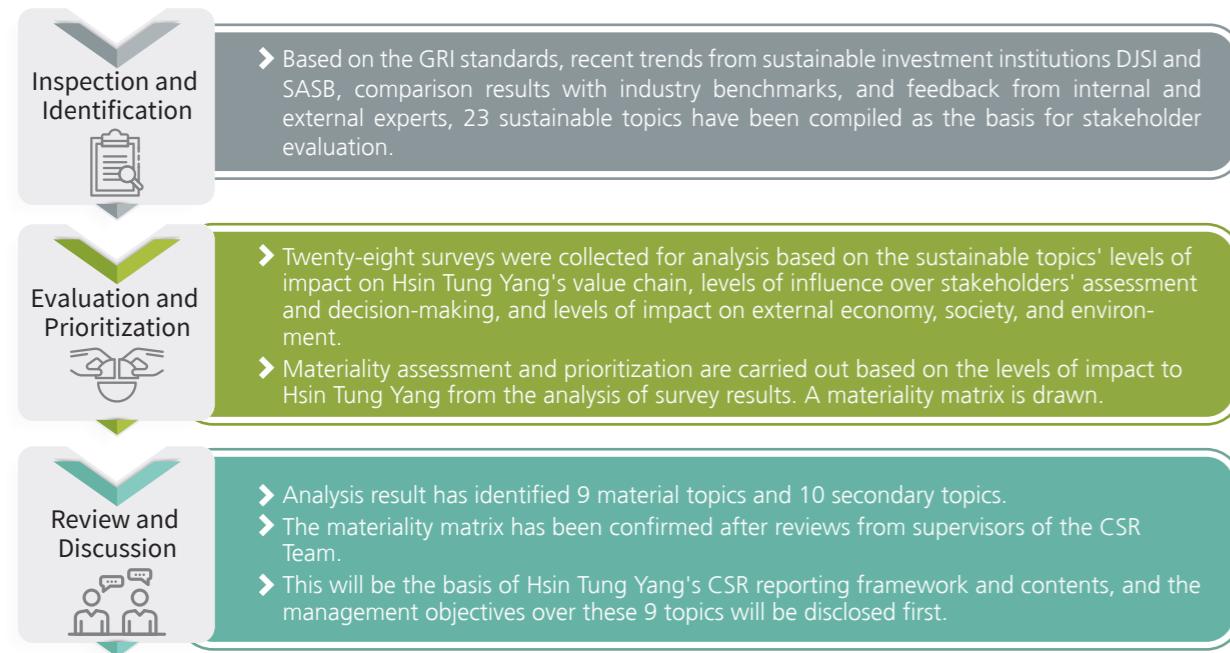 Inspection and
Identification
Based on the GRI standards, recent trends from sustainable investment institutions DJSI and
SASB, comparison results with industry benchmarks, and feedback from internal and
external experts, 23 sustainable topics have been compiled as the basis for stakeholder
evaluation.
Evaluation and
Prioritization
Twenty-eight surveys were collected for analysis based on the sustainable topics' levels of
impact on Hsin Tung Yang's value chain, levels of influence over stakeholders' assessment
and decision-making, and levels of impact on external economy, society, and environ-
ment.
Materiality assessment and prioritization are carried out based on the levels of impact to
Hsin Tung Yang from the analysis of survey results. A materiality matrix is drawn.
Review and
Discussion
Analysis result has identified 9 material topics and 10 secondary topics.
The materiality matrix has been confirmed after reviews from supervisors of the CSR
Team.
This will be the basis of Hsin Tung Yang's CSR reporting framework and contents, and the
management objectives over these 9 topics will be disclosed first.